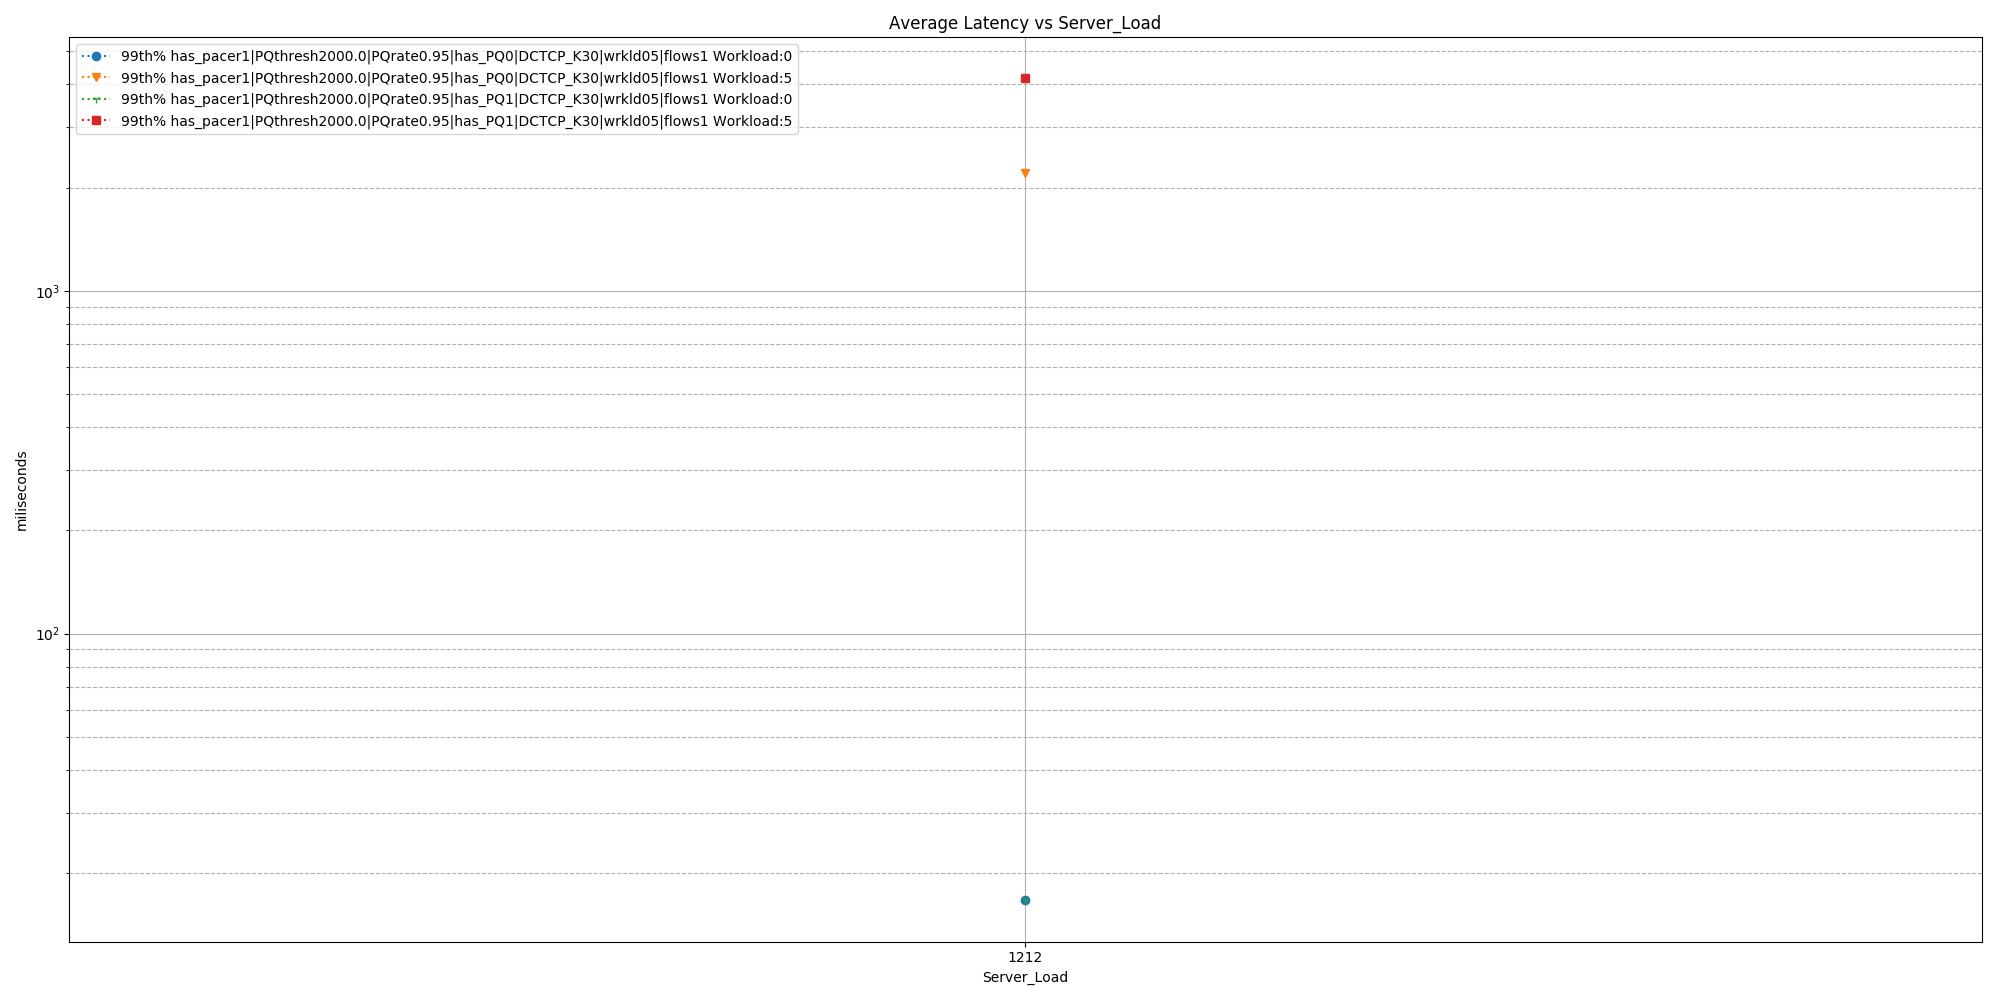 Average Latency vs Server_Load
99th% has_pacer1|PQthresh2000.0|PQrate0.95|has_PQ0|DCTCP_K30|wrkld05|flows1 Workload:0
99th% has_pacer1|PQthresh2000.0|PQrate0.95|has_PQ0|DCTCP_K30|wrkld05|flows1 Workload:5
99th% has_pacer1|PQthresh2000.0|PQrate0.95|has_PQ1|DCTCP_K30|wrkld05|flows1 Workload:0
99th% has_pacer1|PQthresh2000.0|PQrate0.95|has_PQ1|DCTCP_K30|wrkld05|flows1 Workload:5
10³
miliseconds
10²
1212
Server_Load